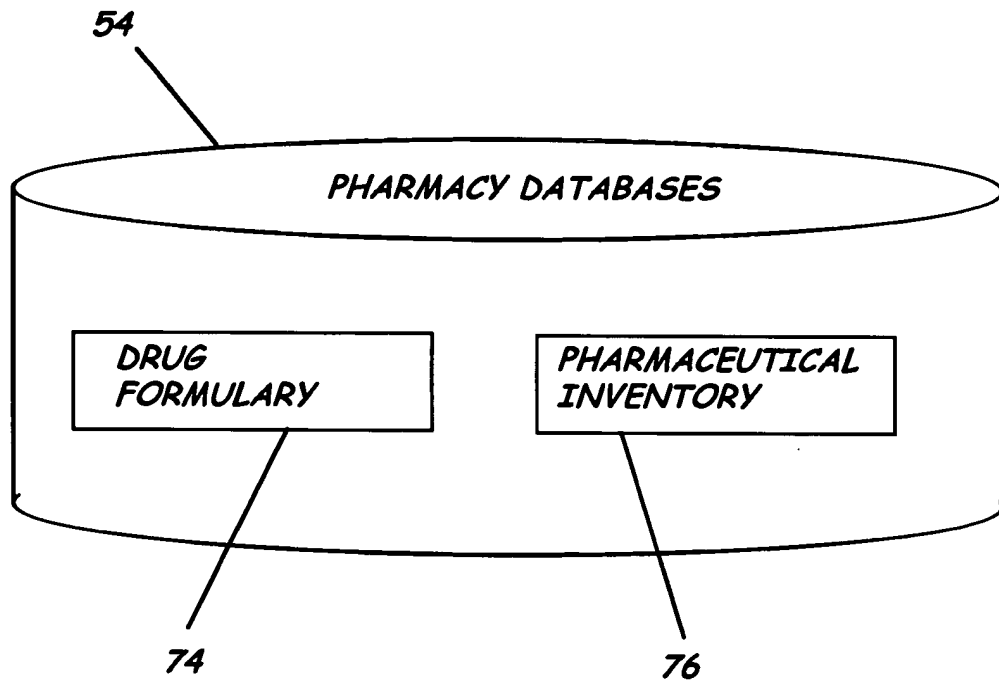 54
PHARMACY DATABASES
DRUG
FORMULARY
PHARMACEUTICAL
INVENTORY
74
76